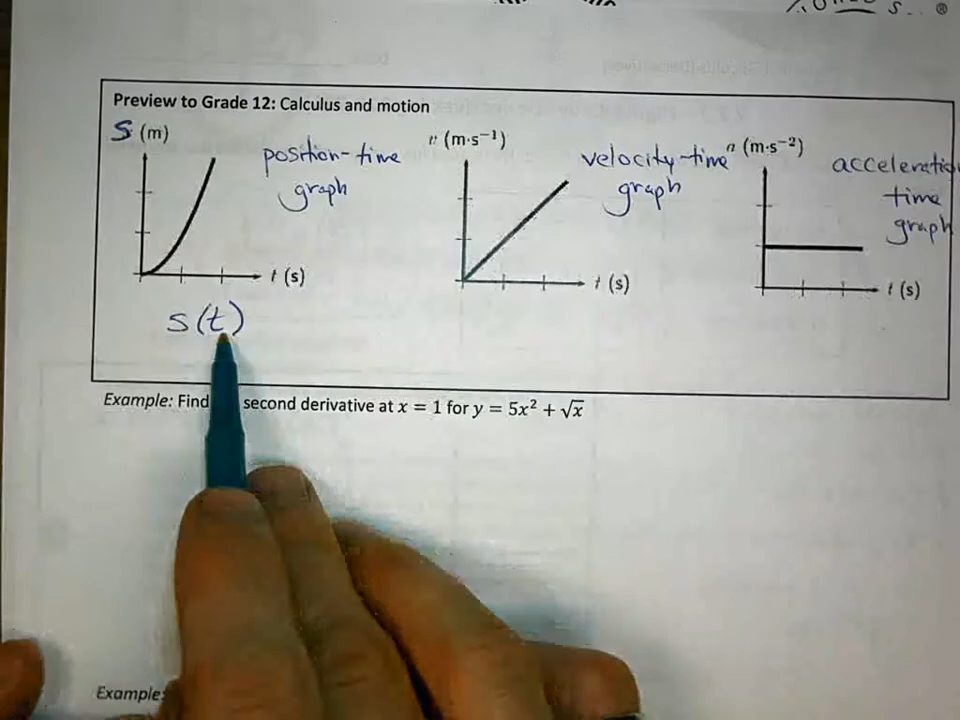 Preview to Grade 12: Calculus and motion
S (m)
position-time
graph
t (s)
s(t)
(m·s⁻¹)
velocity-time
graph
t (s)
(m·s⁻²)
acceleration
time
graph
t (s)
Example: Find second derivative at x = 1 for y = 5x² + √x
Example: